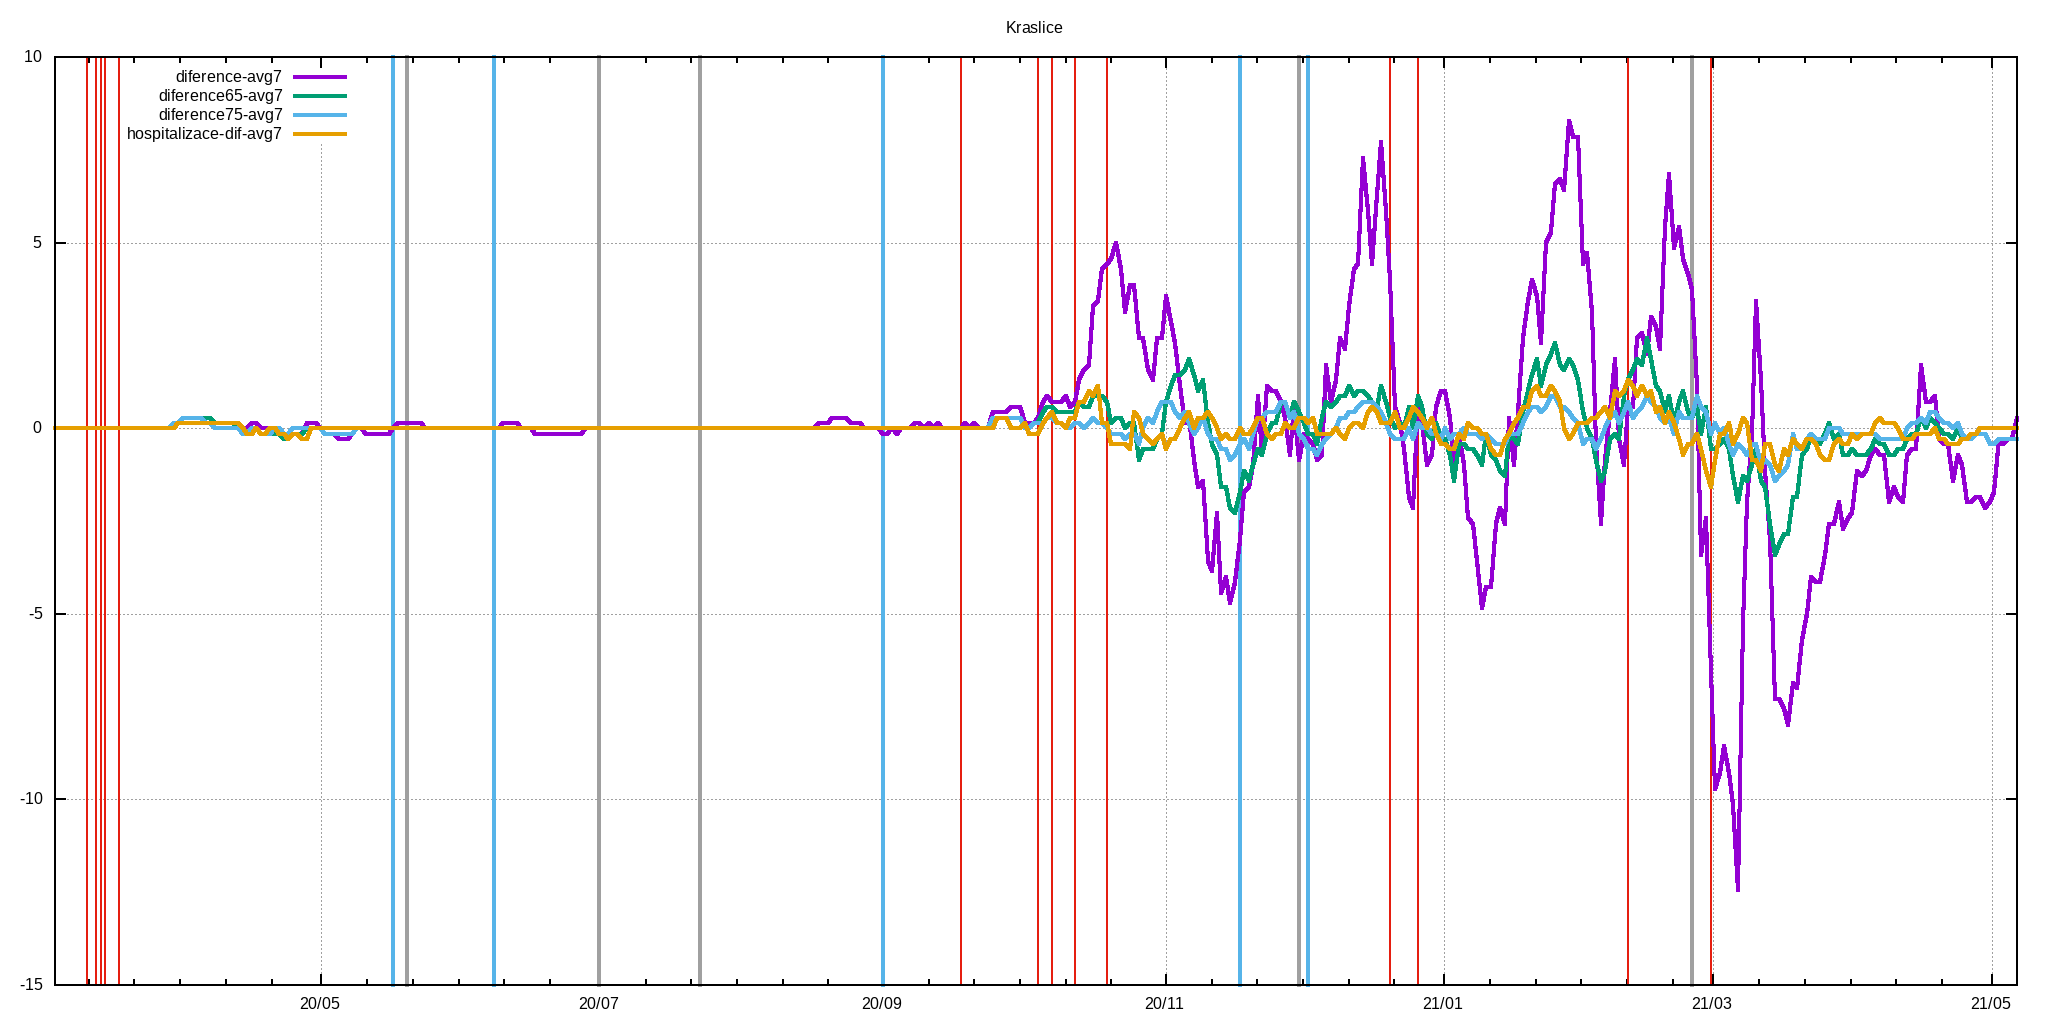 Kraslice
10
5
0
-5
-10
-15
diference-avg7
diference65-avg7
diference75-avg7
hospitalizace-dif-avg7
20/05 20/07 20/09 20/11 21/01 21/03 21/05